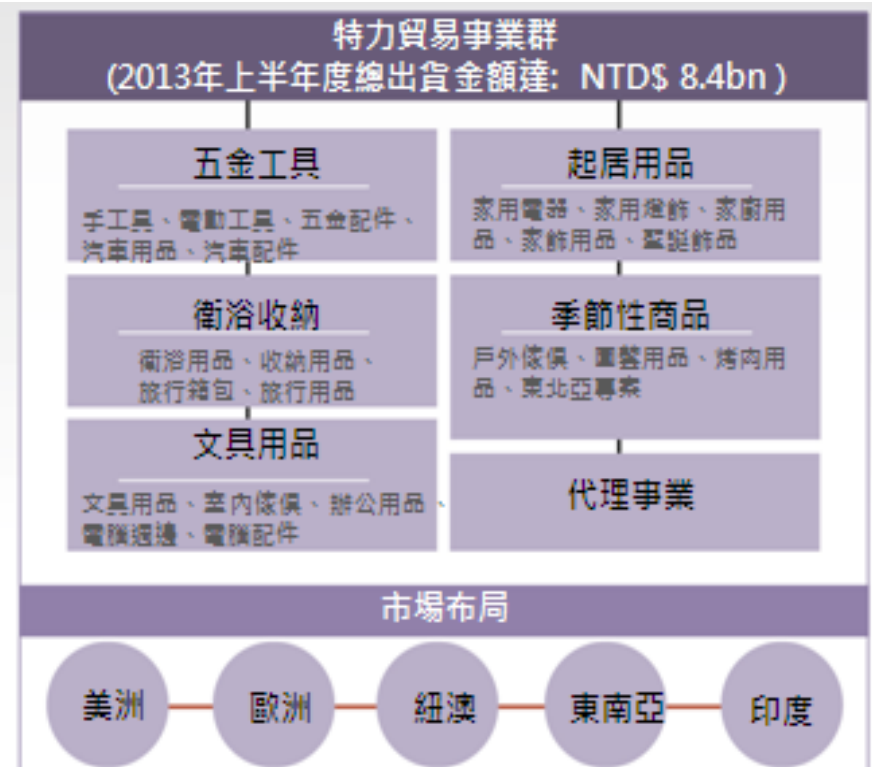 特力貿易事業群
(2013年上半年度總出貨金額達: NTD$ 8.4bn )
五金工具
手工具、電動工具、五金配件、
汽車用品、汽車配件
衛浴收納
衛浴用品、收納用品、
旅行箱包、旅行用品
文具用品
文具用品、室內傢俱、辦公用品、
電腦週邊、電腦配件
起居用品
家用電器、家用燈飾、家廚用
品、家飾用品、聖誕飾品
季節性商品
戶外傢俱、園藝用品、烤肉用
品、東北亞專案
代理事業
市場布局
美洲
歐洲
紐澳
東南亞
印度